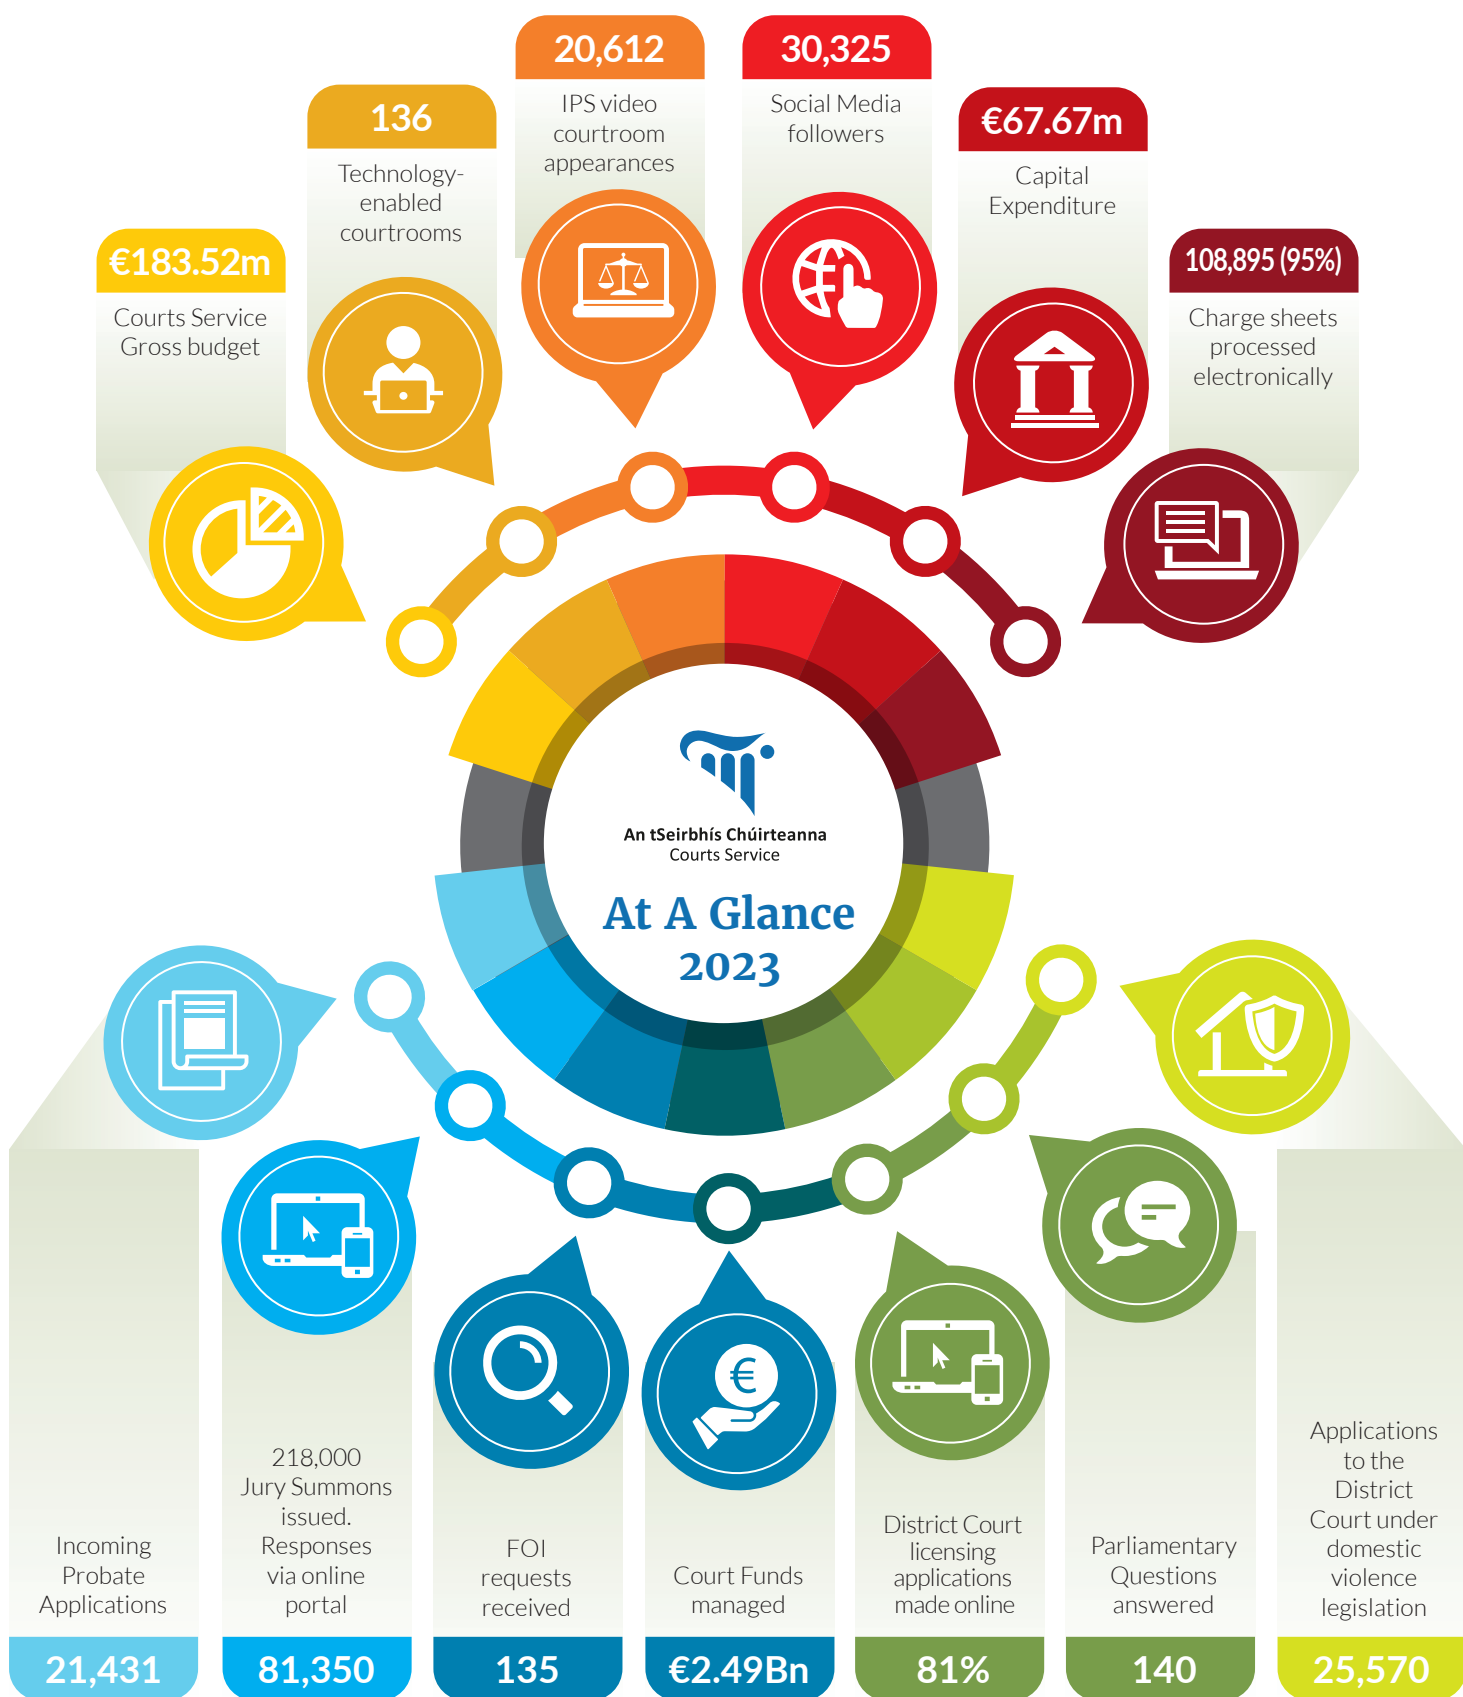 €183.52m
Courts Service
Gross budget
136
Technology-
enabled
courtrooms
20,612
IPS video
courtroom
appearances
30,325
Social Media
followers
€67.67m
Capital
Expenditure
108,895 (95%)
Charge sheets
processed
electronically
An tSeirbhís Chúirteanna
Courts Service
At A Glance
2023
Incoming
Probate
Applications
21,431
218,000
Jury Summons
issued.
Responses
via online
portal
81,350
FOI
requests
received
135
€
Court Funds
managed
€2.49Bn
District Court
licensing
applications
made online
81%
Parliamentary
Questions
answered
140
Applications
to the
District
Court under
domestic
violence
legislation
25,570